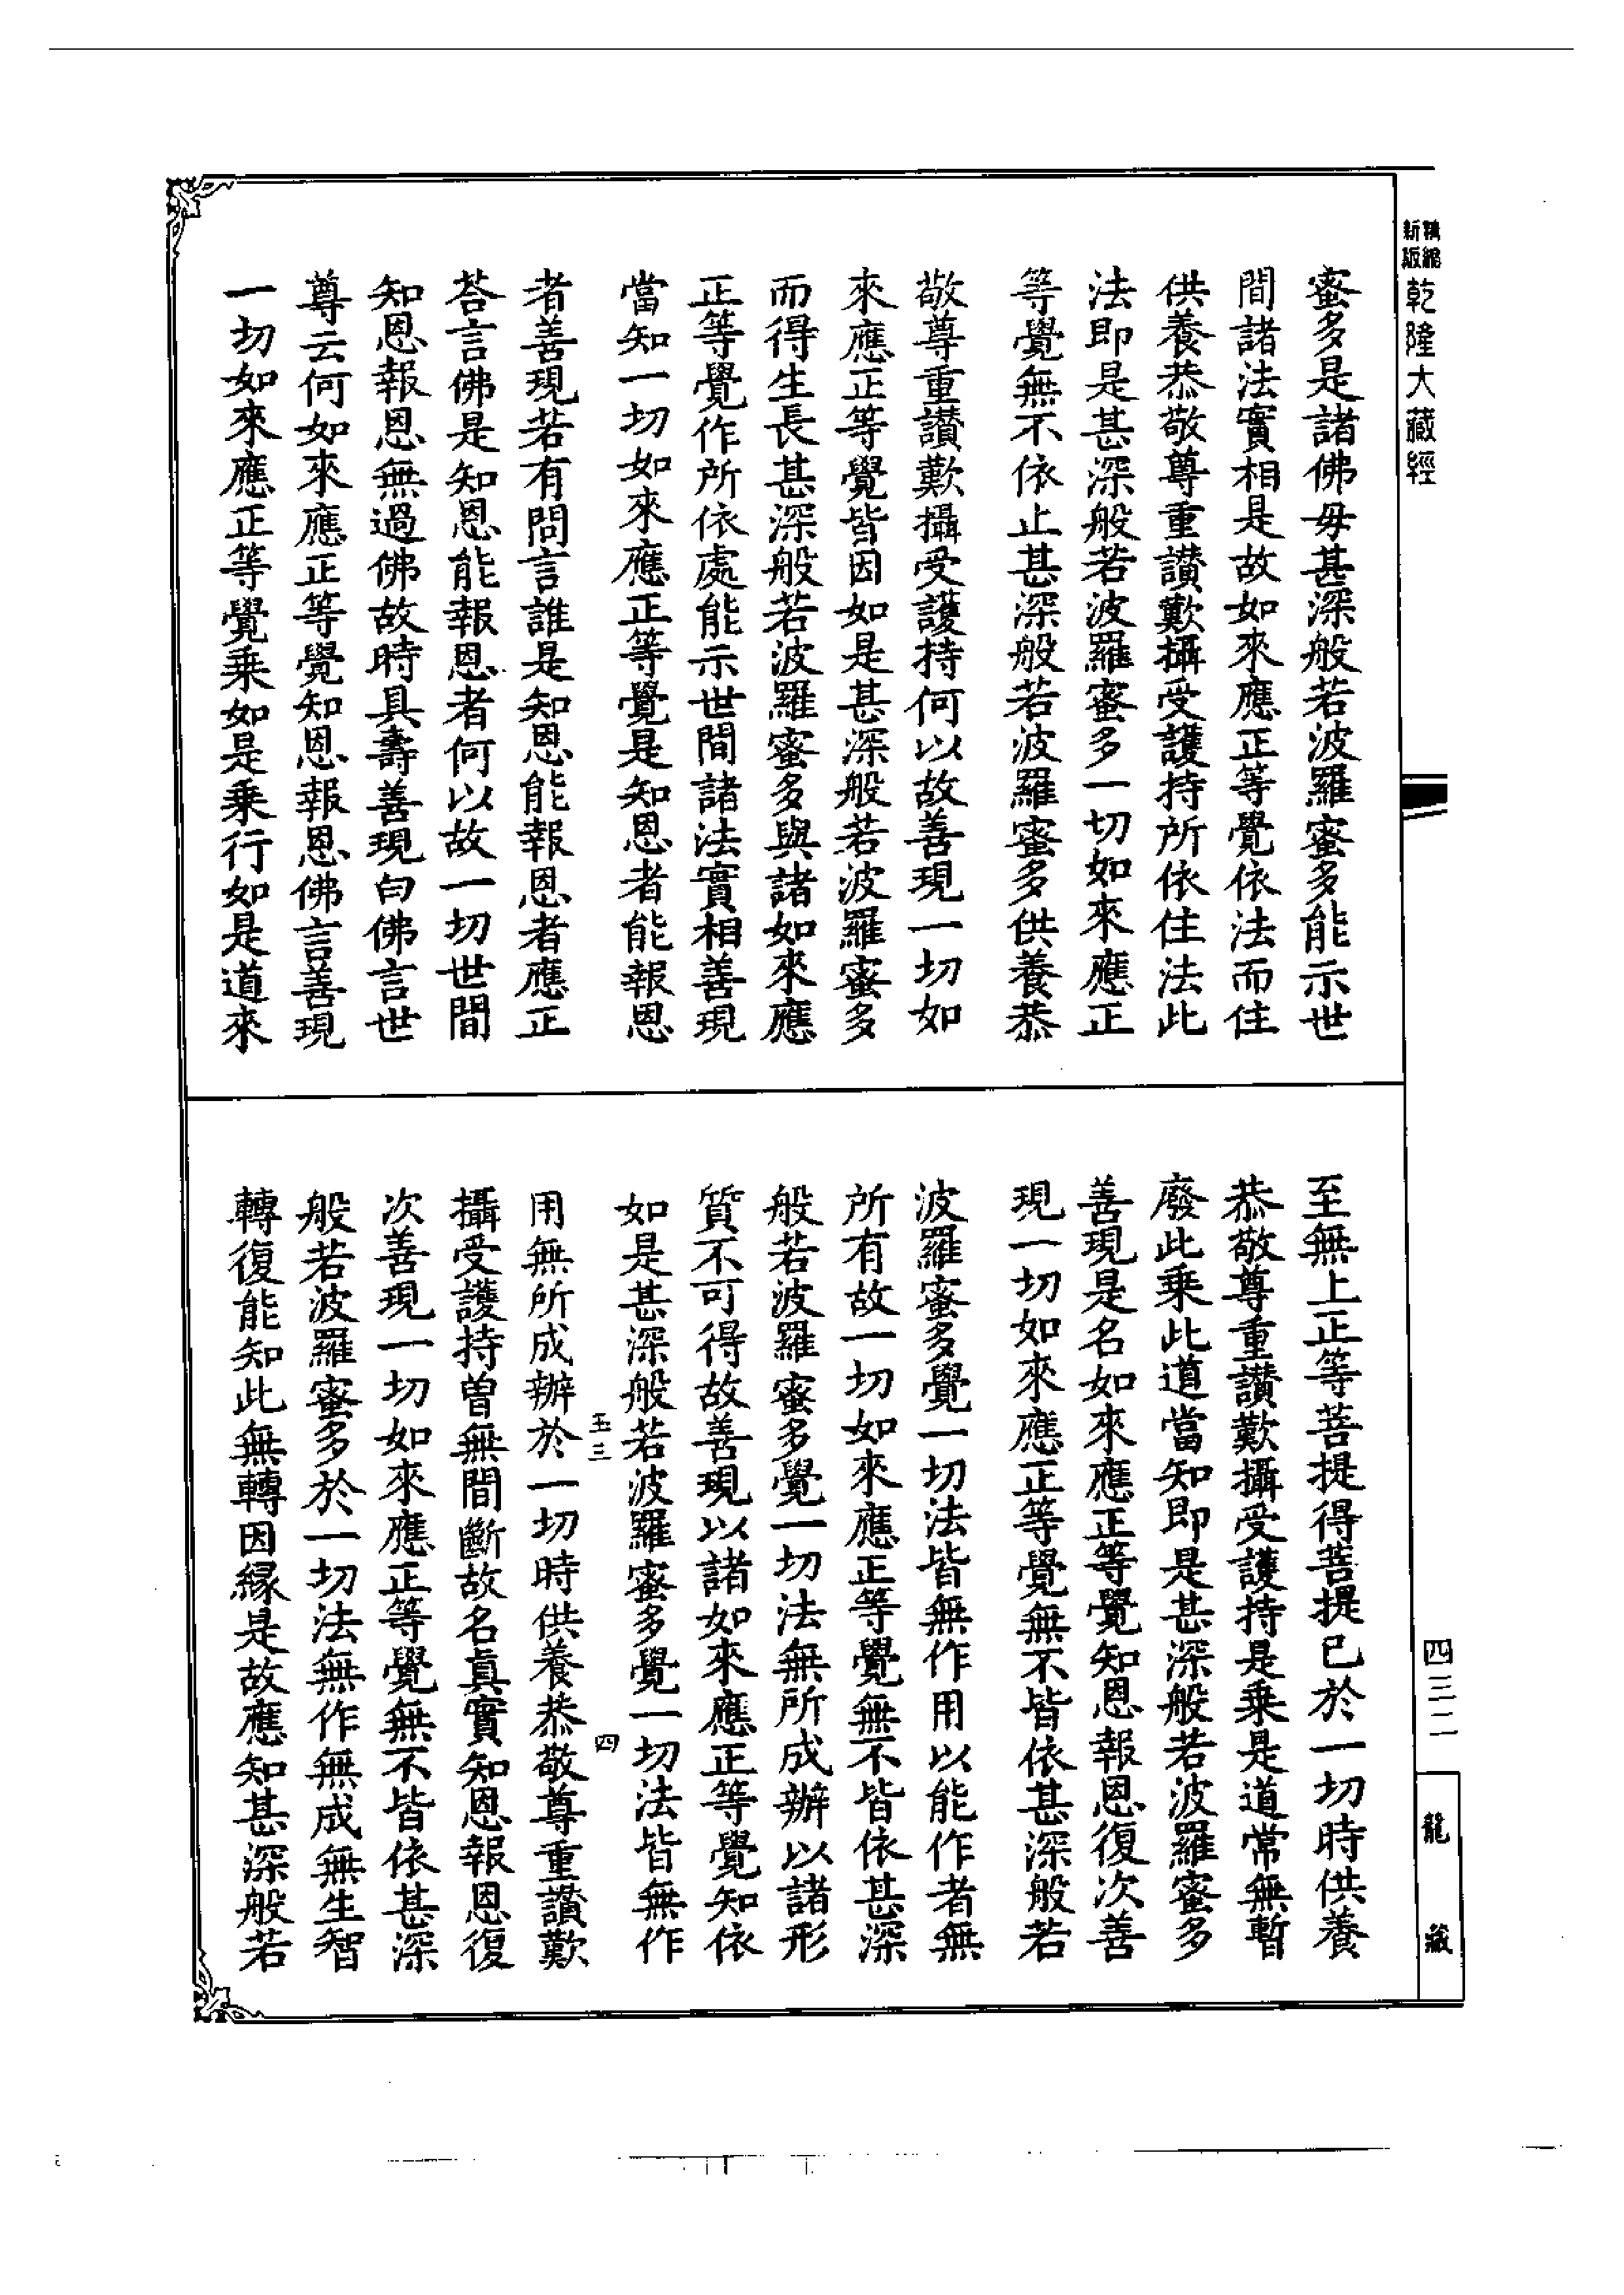 新編
縮版
乾隆大藏經
蜜多是諸佛毋甚深般若波羅蜜多能示世
間諸法實相是故如來應正等覺依法而住
供養恭敬尊重讃歎攝受護持所依住法此
法即是甚深般若波羅蜜多一切如來應正
等覺無不依止甚深般若波羅蜜多供養恭
敬尊重讃歎攝受護持何以故善現一切如
來應正等覺皆因如是甚深般若波羅蜜多
而得生長甚深般若波羅蜜多與諸如來應
正等覺作所依處能示世間諸法實相善現
當知一切如來應正等覺是知恩者能報恩
者善現若有問言誰是知恩能報恩者應正
荅言佛是知恩能報恩者何以故一切世間
知恩報恩無過佛故時具壽善現白佛言世
尊云何如來應正等覺知恩報恩佛言善現
一切如來應正等覺乘如是乘行如是道來
至無上正等菩提得菩提已於一切時供養
恭敬尊重讃歎攝受護持是乘是道常無暫
廢此乘此道當知即是甚深般若波羅蜜多
善現是名如來應正等覺知恩報恩復次善
現一切如來應正等覺無不皆依甚深般若
波羅蜜多覺一切法皆無作用以能作者無
所有故一切如來應正等覺無不皆依甚深
般若波羅蜜多覺一切法無所成辦以諸形
質不可得故善現以諸如來應正等覺知依
如是甚深般若波羅蜜多覺一切法皆無作
三
四
用無所成辦於一切時供養恭敬尊重讃歎
攝受護持曽無間斷故名眞實知恩報恩復
次善現一切如來應正等覺無不皆依甚深
般若波羅蜜多於一切法無作無成無生智
轉復能知此無轉因縁是故應知甚深般若
四三二
龍藏